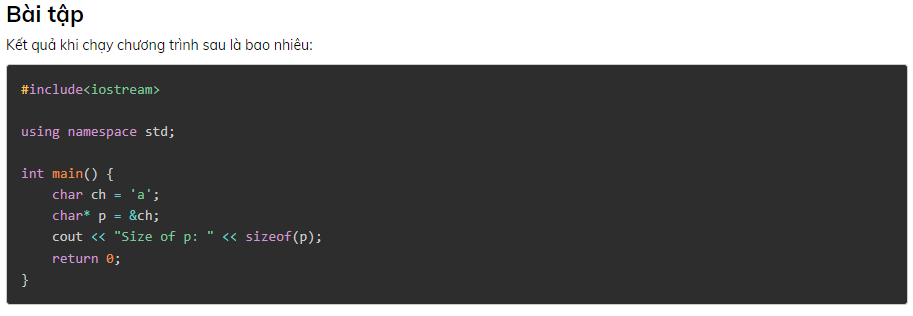 Bài tập
Kết quả khi chạy chương trình sau là bao nhiêu:
#include<iostream>
using namespace std;
int main() {
    char ch = 'a';
    char* p = &ch;
    cout << "Size of p: " << sizeof(p);
    return 0;
}